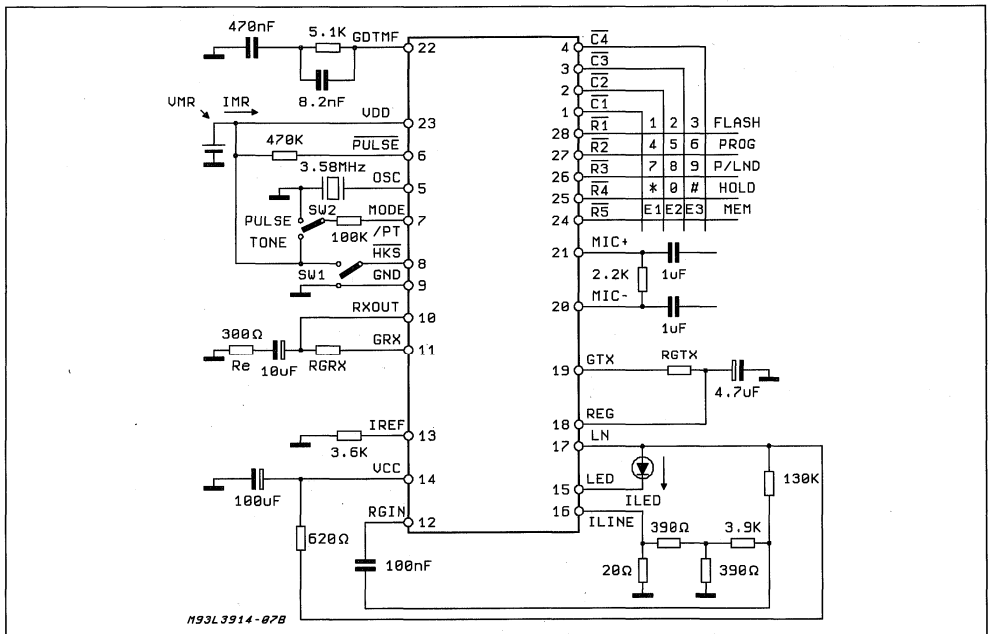 470nF
5.1K
GDTMF
22
8.2nF
VMR
IMR
VDD
23
470K
PULSE
6
3.58MHz
OSC
5
SW2
MODE
7
PULSE
100K
/PT
TONE
HKS
8
SW1
GND
9
RXOUT
10
300Ω
GRX
11
Re
10uF
RGRX
IREF
13
3.6K
VCC
14
100uF
RGIN
12
620Ω
100nF
4 C4
3 C3
2 C2
1 C1
28 R1 1 2 3 FLASH
27 R2 4 5 6 PROG
26 R3 7 8 9 P/LND
25 R4 * 0 # HOLD
24 R5 E1 E2 E3 MEM
21 MIC+
2.2K
1uF
20 MIC-
1uF
19 GTX
RGTX
4.7uF
18 REG
17 LN
130K
15 LED
ILED
16 ILINE
390Ω
3.9K
20Ω
390Ω
M93L3914-07B